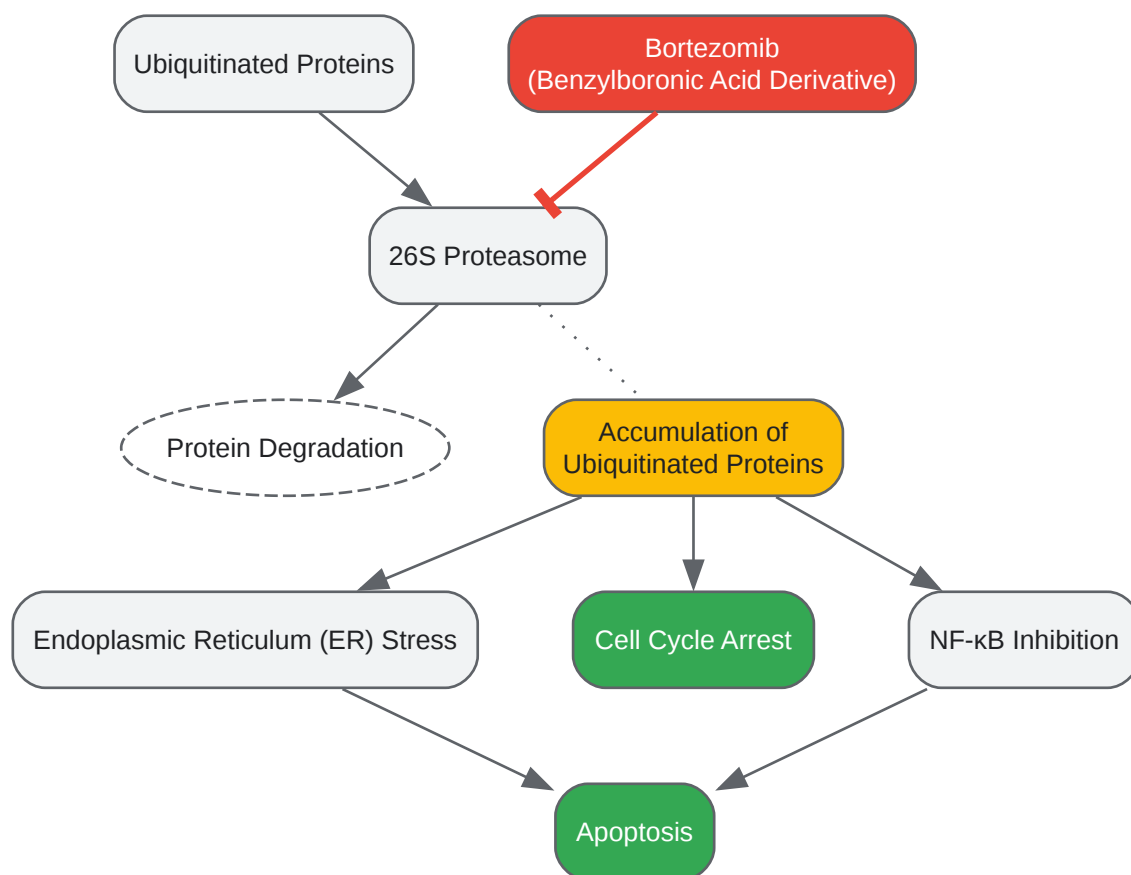 Ubiquitinated Proteins
Bortezomib
(Benzylboronic Acid Derivative)
26S Proteasome
Protein Degradation
Accumulation of
Ubiquitinated Proteins
Endoplasmic Reticulum (ER) Stress
Cell Cycle Arrest
NF-κB Inhibition
Apoptosis